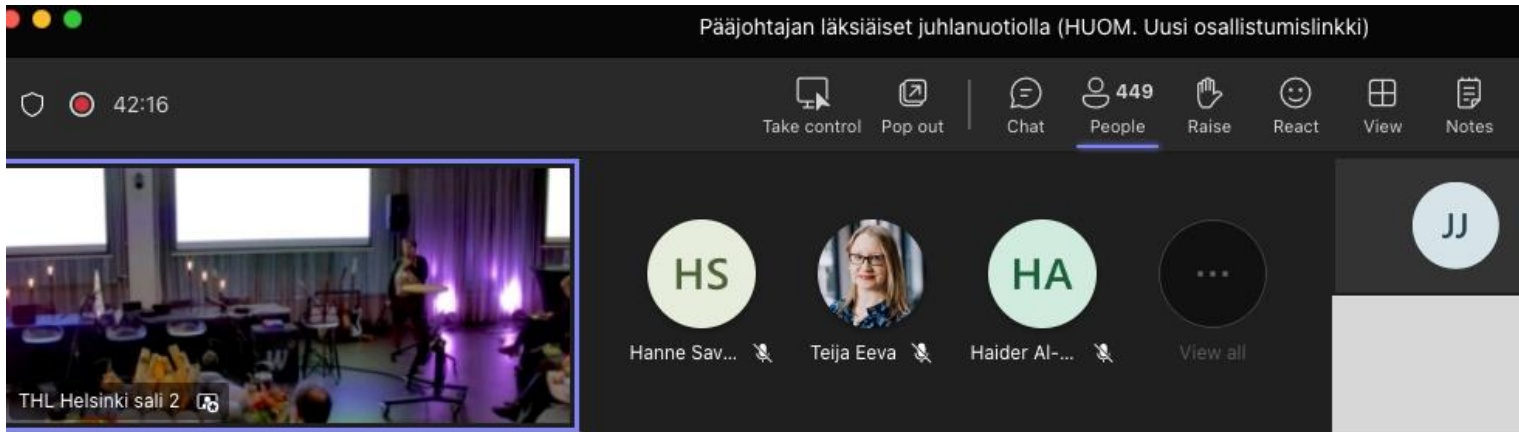 Pääjohtajan läksiäiset juhlanuotiolla (HUOM. Uusi osallistumislinkki)
42:16
449
Take control Pop out Chat People Raise React View Notes
HS HA JJ
Hanne Sav... Teija Eeva Haider Al-... View all
THL Helsinki sali 2